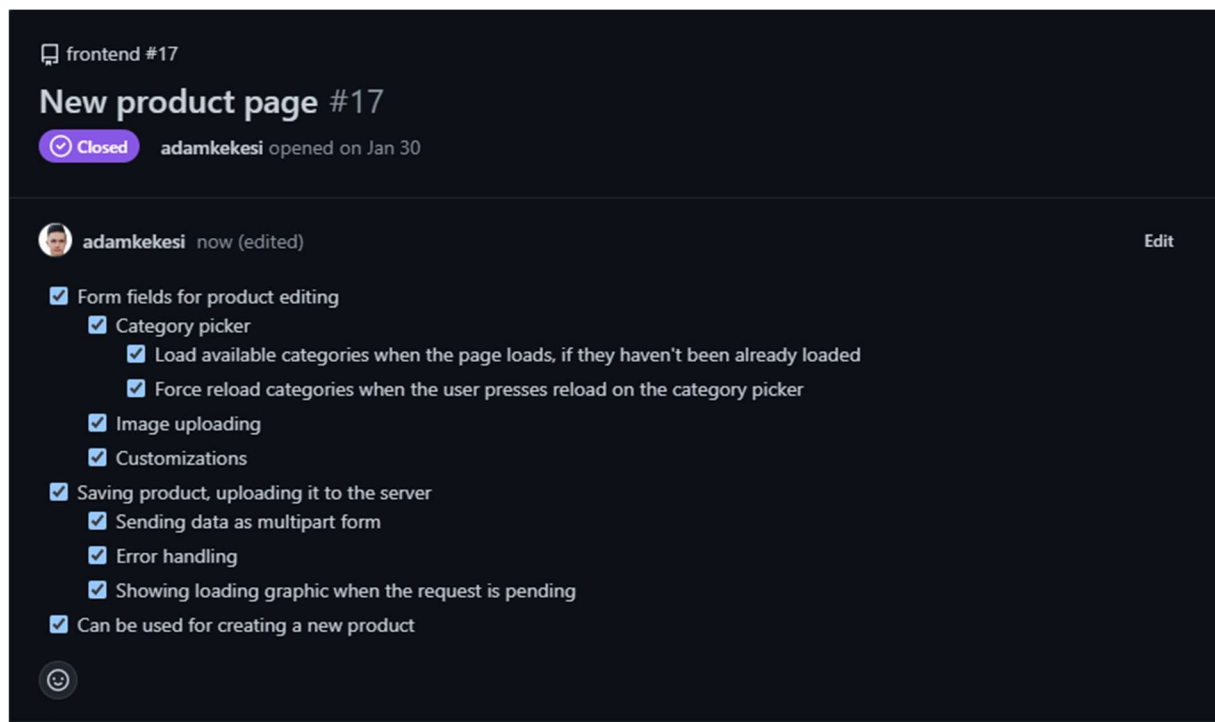 frontend #17
New product page #17
Closed adamkekesi opened on Jan 30
adamkekesi now (edited) Edit
Form fields for product editing
Category picker
Load available categories when the page loads, if they haven't been already loaded
Force reload categories when the user presses reload on the category picker
Image uploading
Customizations
Saving product, uploading it to the server
Sending data as multipart form
Error handling
Showing loading graphic when the request is pending
Can be used for creating a new product